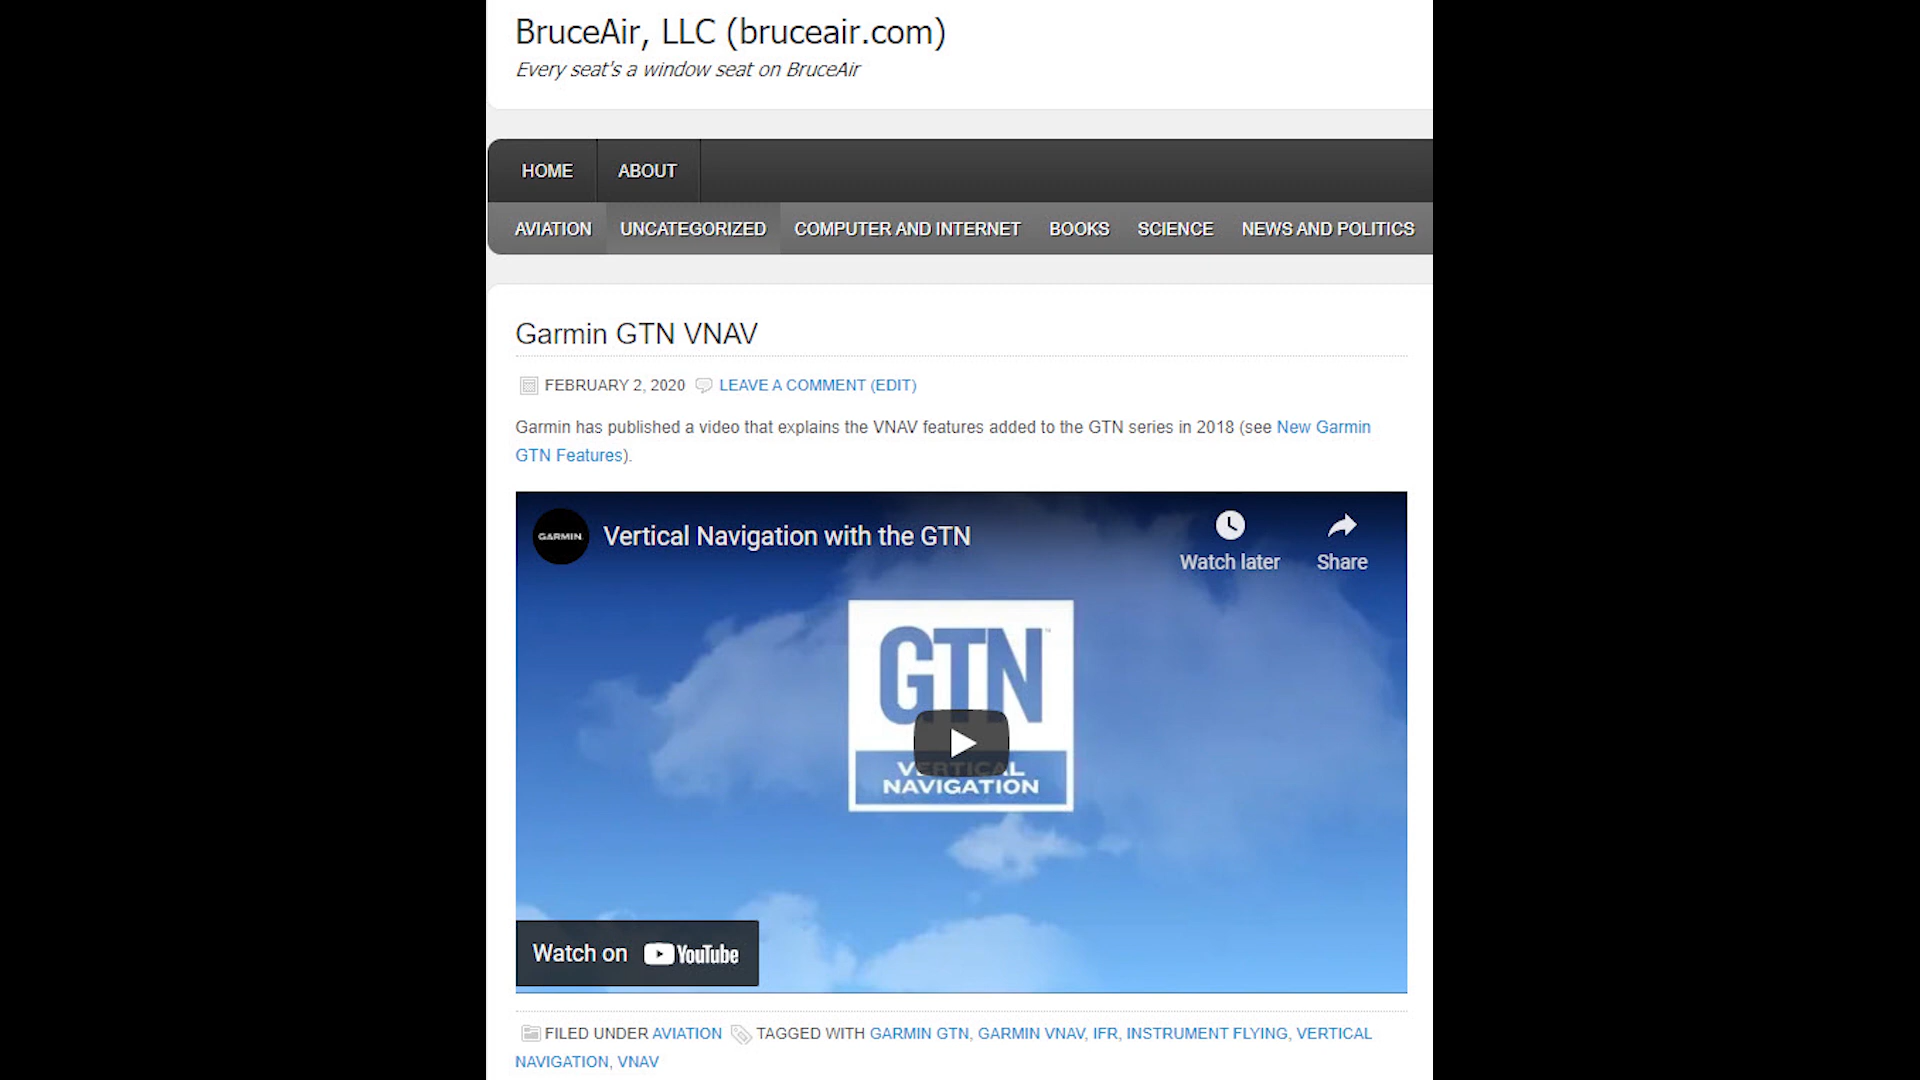 BruceAir, LLC (bruceair.com)
Every seat's a window seat on BruceAir
HOME ABOUT
AVIATION UNCATEGORIZED COMPUTER AND INTERNET BOOKS SCIENCE NEWS AND POLITICS
Garmin GTN VNAV
FEBRUARY 2, 2020 LEAVE A COMMENT (EDIT)
Garmin has published a video that explains the VNAV features added to the GTN series in 2018 (see New Garmin
GTN Features).
GARMIN Vertical Navigation with the GTN
Watch later Share
GTN
VERTICAL
NAVIGATION
Watch on YouTube
FILED UNDER AVIATION TAGGED WITH GARMIN GTN, GARMIN VNAV, IFR, INSTRUMENT FLYING, VERTICAL
NAVIGATION, VNAV